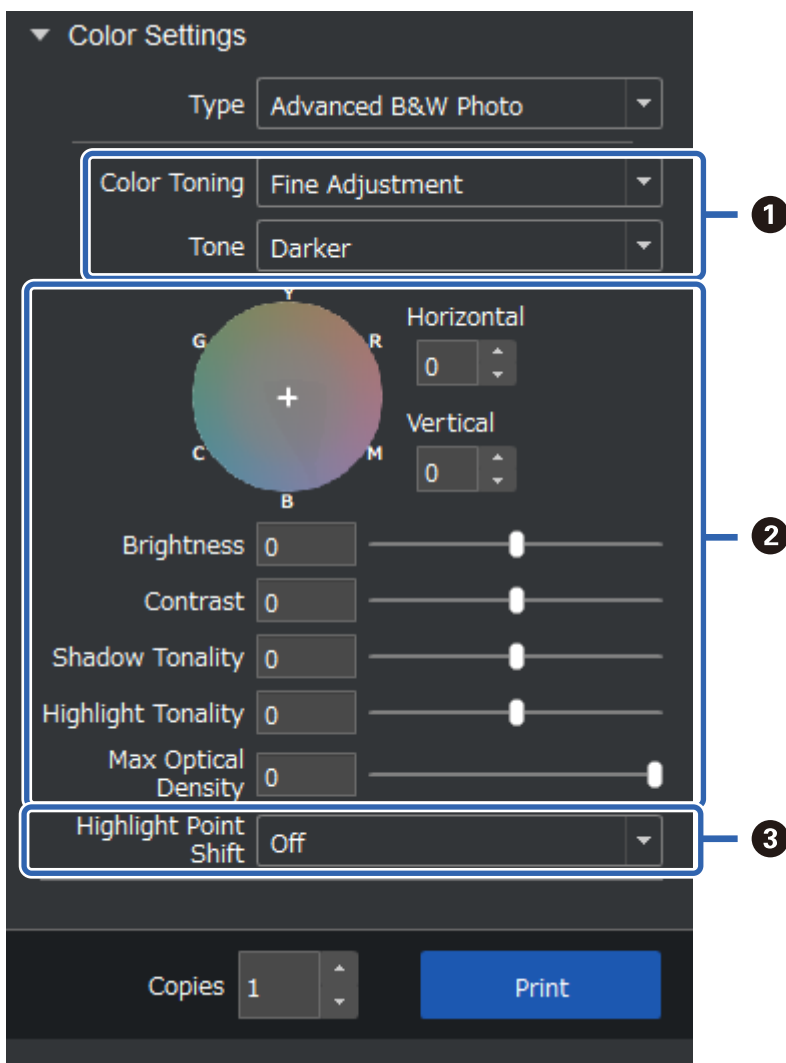 Color Settings
Type Advanced B&W Photo
Color Toning Fine Adjustment
1
Tone Darker
Y
Horizontal
G R
0
Vertical
C M
0
B
2
Brightness 0
Contrast 0
Shadow Tonality 0
Highlight Tonality 0
Max Optical
Density 0
Highlight Point
Shift Off
3
Copies 1 Print